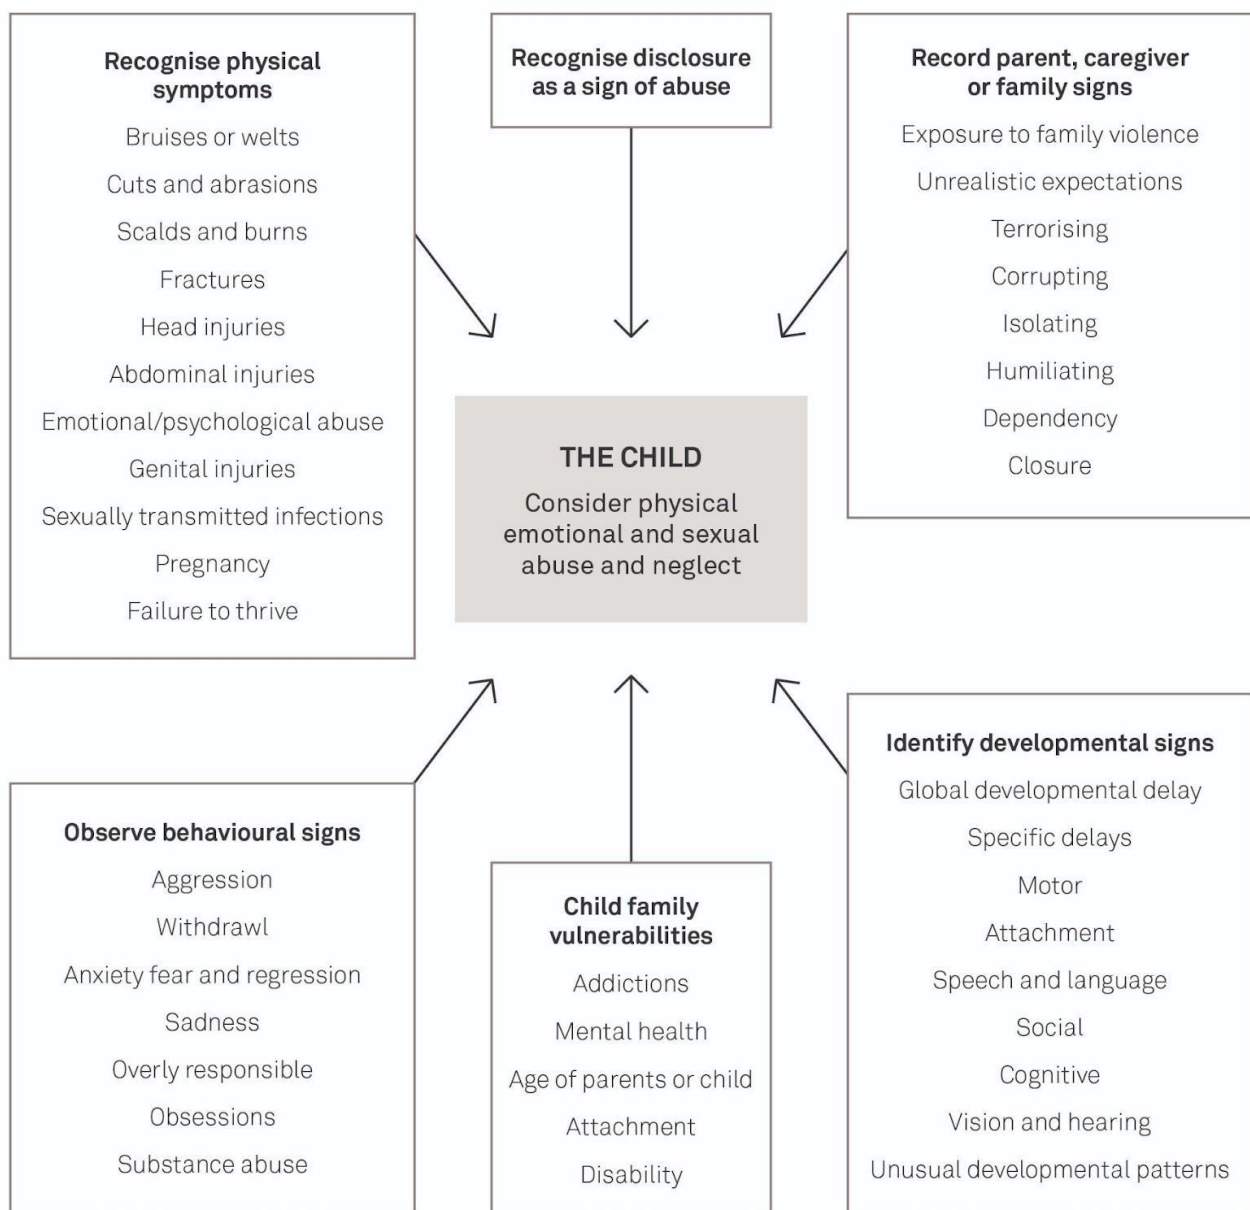 Recognise physical
symptoms
Bruises or welts
Cuts and abrasions
Scalds and burns
Fractures
Head injuries
Abdominal injuries
Emotional/psychological abuse
Genital injuries
Sexually transmitted infections
Pregnancy
Failure to thrive
Recognise disclosure
as a sign of abuse
Record parent, caregiver
or family signs
Exposure to family violence
Unrealistic expectations
Terrorising
Corrupting
Isolating
Humiliating
Dependency
Closure
THE CHILD
Consider physical
emotional and sexual
abuse and neglect
Observe behavioural signs
Aggression
Withdrawl
Anxiety fear and regression
Sadness
Overly responsible
Obsessions
Substance abuse
Child family
vulnerabilities
Addictions
Mental health
Age of parents or child
Attachment
Disability
Identify developmental signs
Global developmental delay
Specific delays
Motor
Attachment
Speech and language
Social
Cognitive
Vision and hearing
Unusual developmental patterns